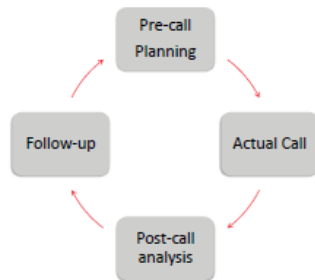 Pre-call
Planning
Follow-up
Actual Call
Post-call
analysis